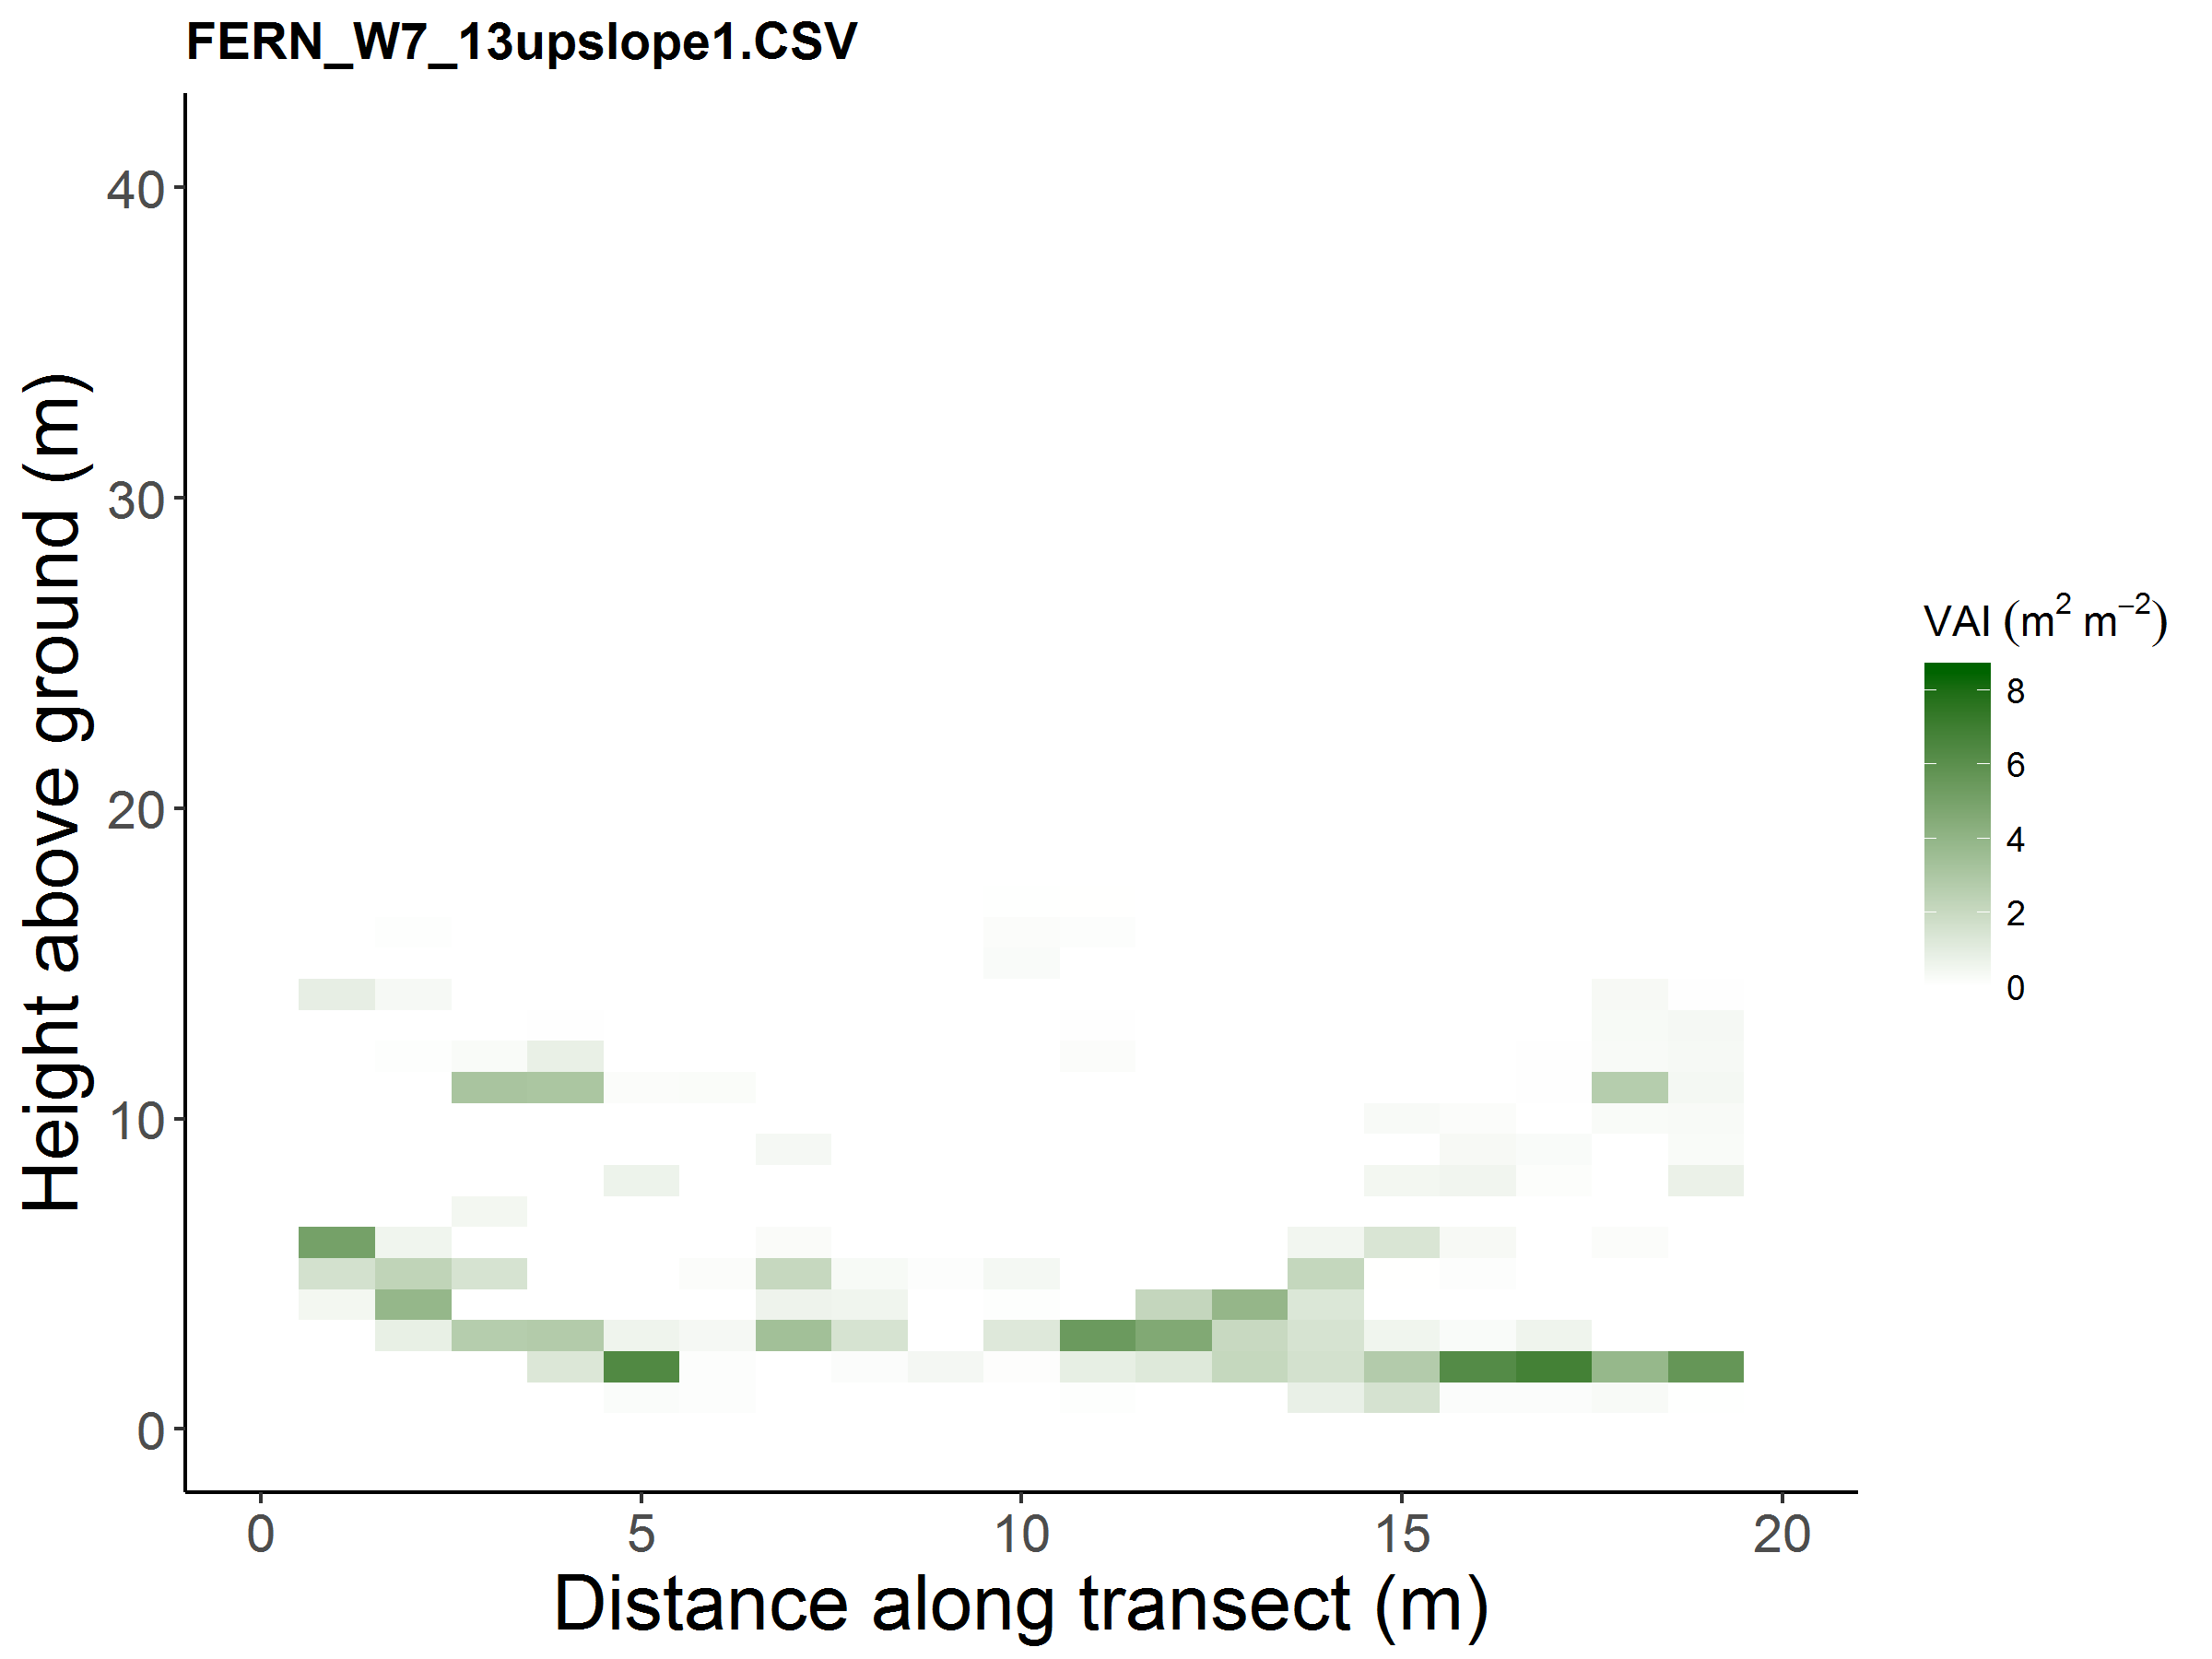 FERN_W7_13upslope1.CSV
Height above ground (m)
40
30
20
10
0
0 5 10 15 20
Distance along transect (m)
VAI (m² m⁻²)
8
6
4
2
0